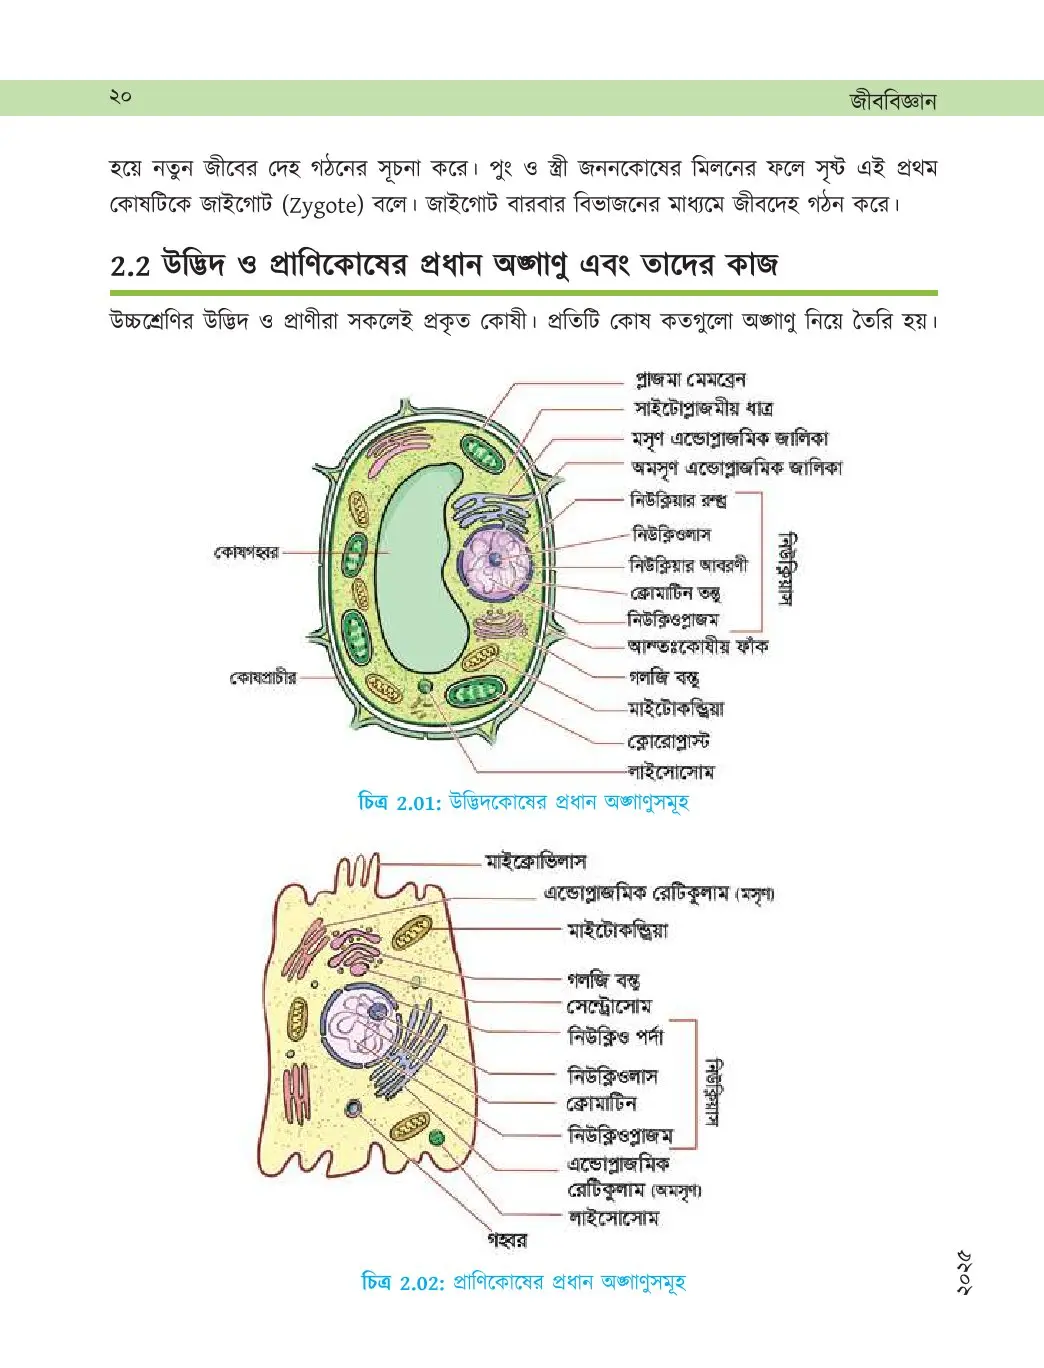 ২০
জীববিজ্ঞান
হয়ে নতুন জীবের দেহ গঠনের সূচনা করে। পুং ও স্ত্রী জননকোষের মিলনের ফলে সৃষ্ট এই প্রথম
কোষটিকে জাইগোট (Zygote) বলে। জাইগোট বারবার বিভাজনের মাধ্যমে জীবদেহ গঠন করে।
2.2 উদ্ভিদ ও প্রাণিকোষের প্রধান অঙ্গাণু এবং তাদের কাজ
উচ্চশ্রেণির উদ্ভিদ ও প্রাণীরা সকলেই প্রকৃত কোষী। প্রতিটি কোষ কতগুলো অঙ্গাণু নিয়ে তৈরি হয়।
প্লাজমা মেমব্রেন
সাইটোপ্লাজমীয় ধাত্র
মসৃণ এন্ডোপ্লাজমিক জালিকা
অমসৃণ এন্ডোপ্লাজমিক জালিকা
নিউক্লিয়ার রন্ধ্র
নিউক্লিওলাস
নিউক্লিয়ার আবরণী
ক্রোমাটিন তন্তু
নিউক্লিওপ্লাজম
নিউক্লিয়াস
আন্তঃকোষীয় ফাঁক
গলজি বস্তু
মাইটোকন্ড্রিয়া
ক্লোরোপ্লাস্ট
লাইসোসোম
কোষগহ্বর
কোষপ্রাচীর
চিত্র 2.01: উদ্ভিদকোষের প্রধান অঙ্গাণুসমূহ
মাইক্রোভিলাস
এন্ডোপ্লাজমিক রেটিকুলাম (মসৃণ)
মাইটোকন্ড্রিয়া
গলজি বস্তু
সেন্ট্রোসোম
নিউক্লিও পর্দা
নিউক্লিওলাস
ক্রোমাটিন
নিউক্লিওপ্লাজম
নিউক্লিয়াস
এন্ডোপ্লাজমিক
রেটিকুলাম (অমসৃণ)
লাইসোসোম
গহ্বর
চিত্র 2.02: প্রাণিকোষের প্রধান অঙ্গাণুসমূহ
২০২৫